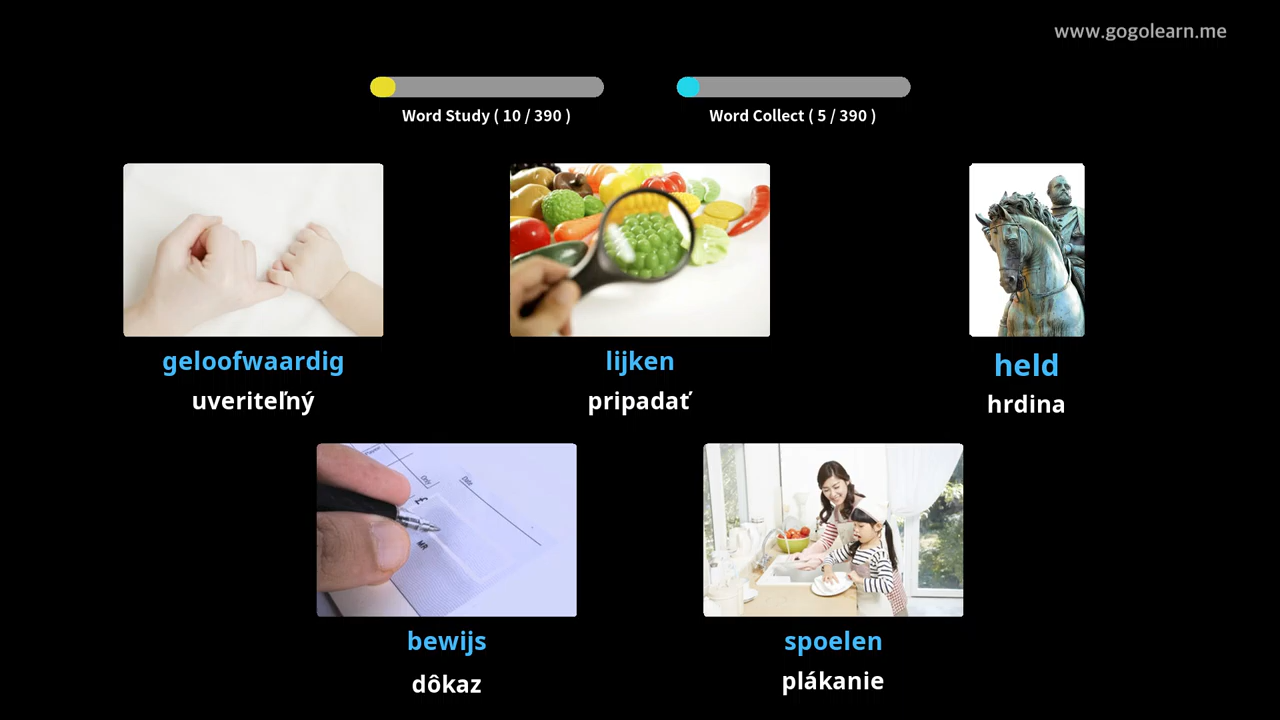 www.gogolearn.me
Word Study ( 10 / 390 )
Word Collect ( 5 / 390 )
geloofwaardig
uveriteľný
lijken
pripadať
held
hrdina
bewijs
dôkaz
spoelen
plákanie